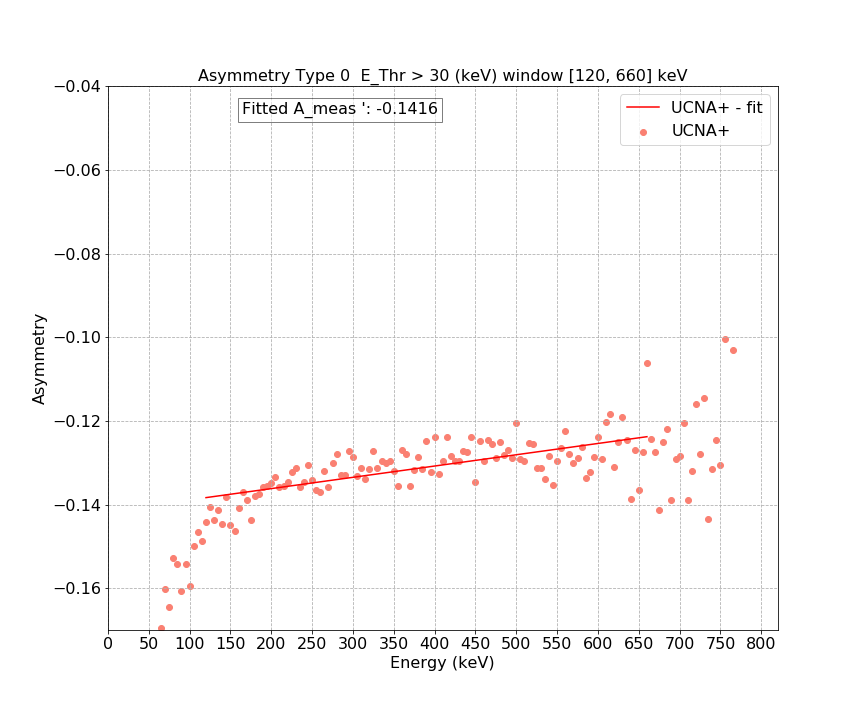 Asymmetry Type 0  E_Thr > 30 (keV) window [120, 660] keV
Fitted A_meas ': -0.1416
UCNA+ - fit
UCNA+
Asymmetry
−0.04
−0.06
−0.08
−0.10
−0.12
−0.14
−0.16
0 50 100 150 200 250 300 350 400 450 500 550 600 650 700 750 800
Energy (keV)